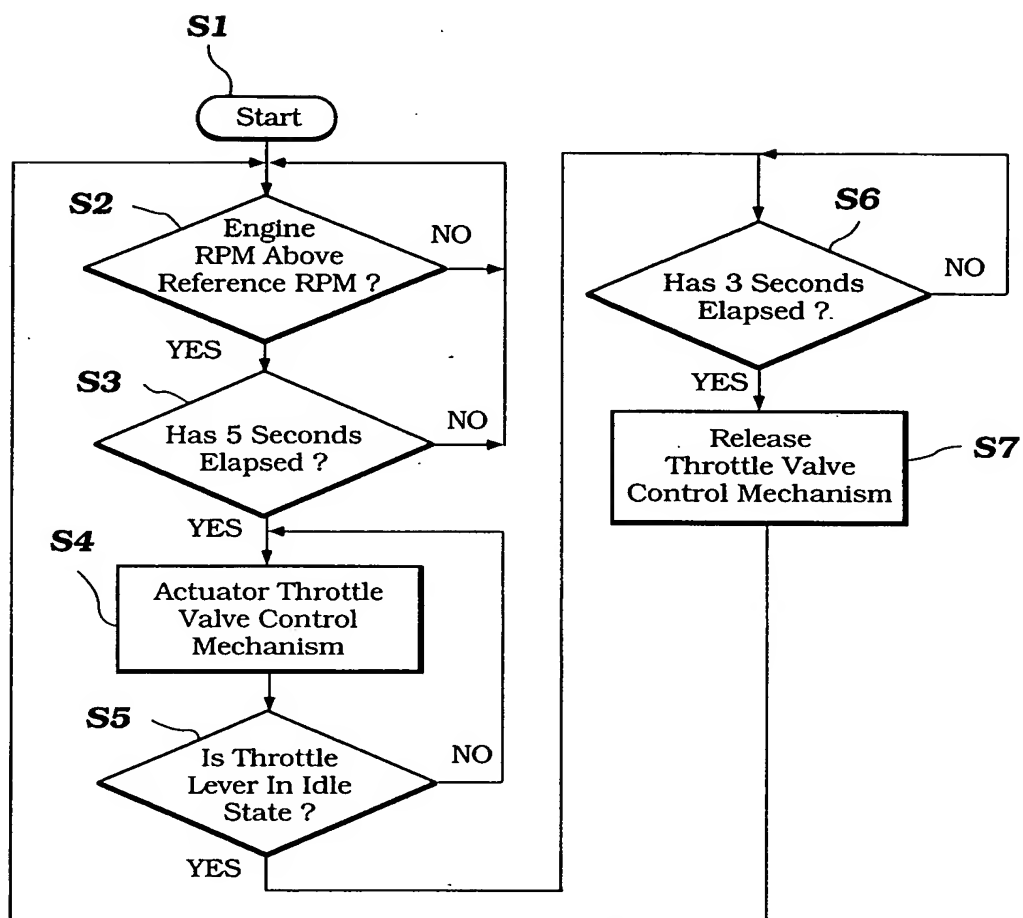 S1
Start
S2
Engine
RPM Above
Reference RPM ?
NO
YES
S3
Has 5 Seconds
Elapsed ?
NO
YES
S4
Actuator Throttle
Valve Control
Mechanism
S5
Is Throttle
Lever In Idle
State ?
NO
YES
S6
Has 3 Seconds
Elapsed ?.
NO
YES
Release
Throttle Valve
Control Mechanism
S7